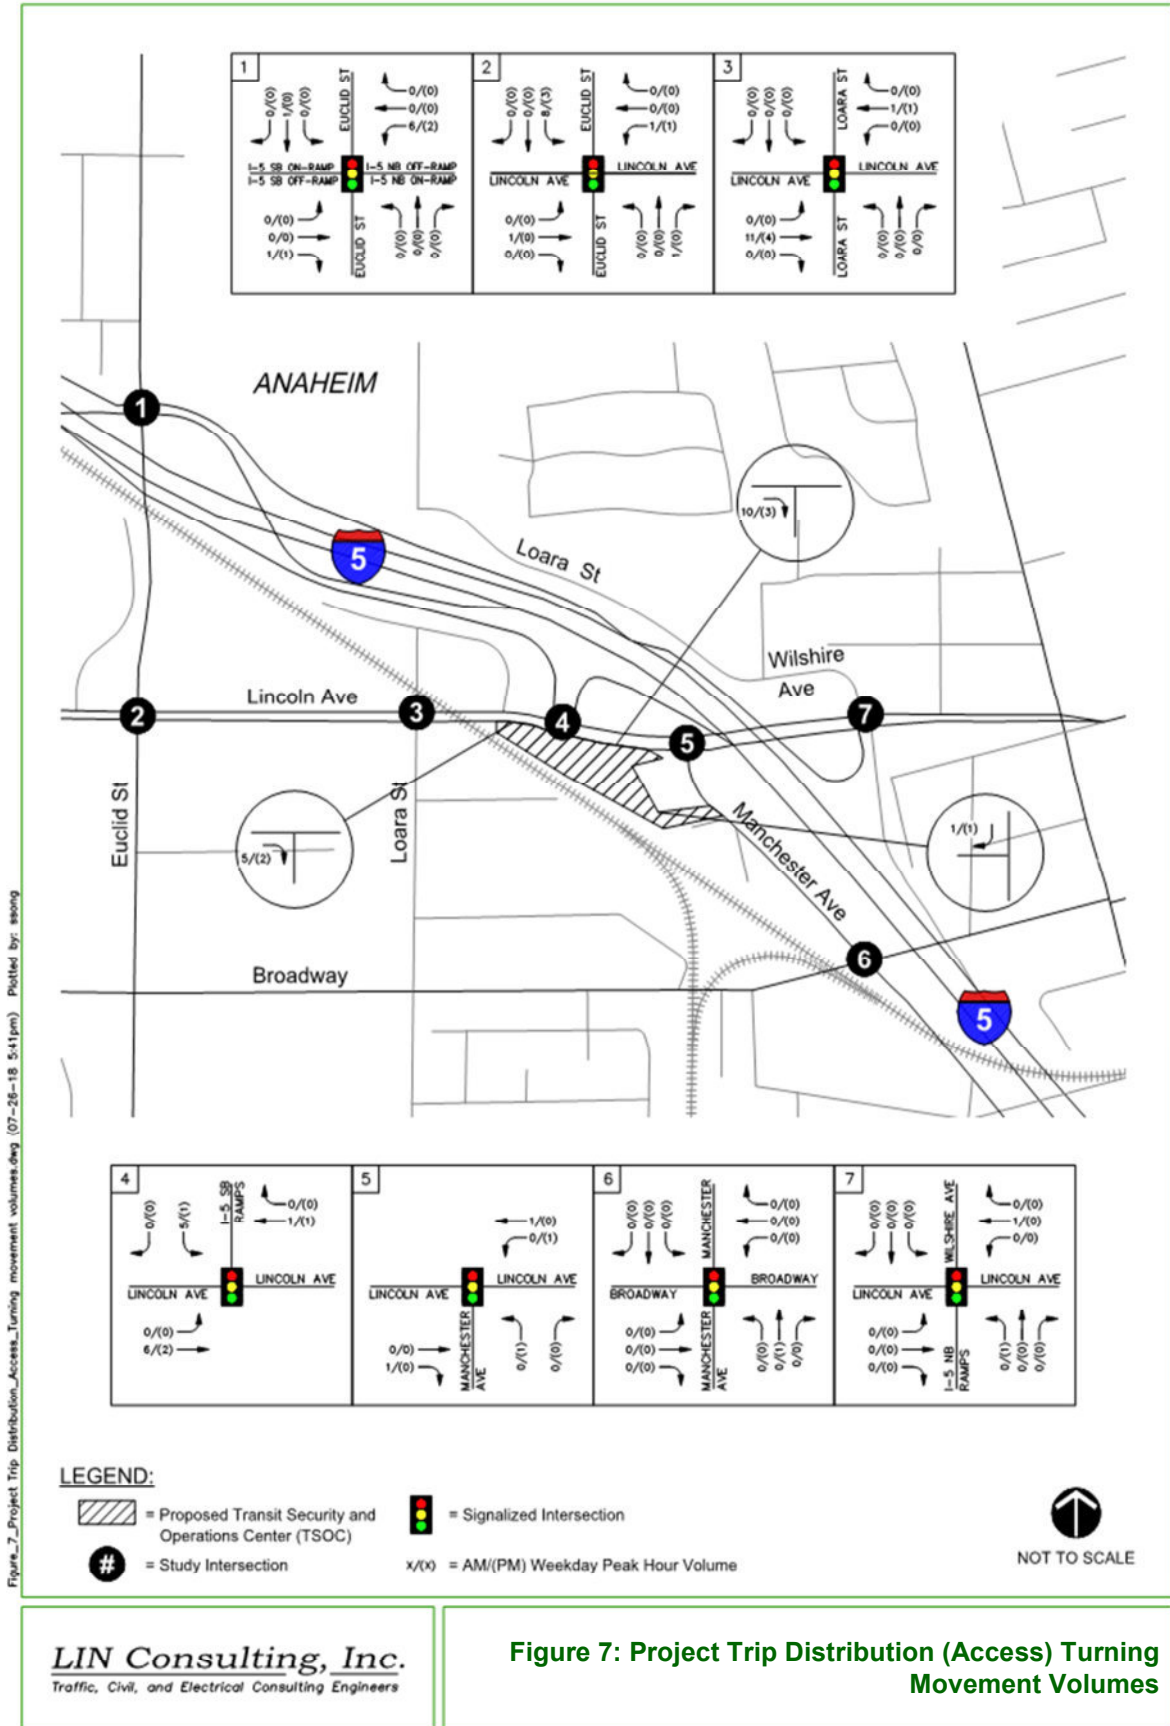 1
0/(0)
1/(0)
0/(0)
EUCLID ST
0/(0)
0/(0)
6/(2)
I-5 SB ON-RAMP
I-5 NB OFF-RAMP
I-5 SB OFF-RAMP
I-5 NB ON-RAMP
0/(0)
0/0)
1/(1)
EUCLID ST
0/(0)
0/(0)
0/(0)
2
0/(0)
0/(0)
8/(3)
EUCLID ST
0/(0)
0/(0)
1/(1)
LINCOLN AVE
LINCOLN AVE
0/(0)
1/(0)
0/(0)
EUCLID ST
0/(0)
0/(0)
1/(0)
3
0/(0)
0/(0)
0/(0)
LOARA ST
0/(0)
1/(1)
0/(0)
LINCOLN AVE
LINCOLN AVE
0/(0)
11/(4)
0/(0)
LOARA ST
0/(0)
0/(0)
0/0)
ANAHEIM
1
10/(3)
5
Loara St
Wilshire
Ave
Lincoln Ave
2
3
4
5
7
Euclid St
Loara St
Manchester Ave
5/(2)
1/(1)
6
Broadway
5
4
0/(0)
5/(1)
I-5 SB
RAMPS
0/(0)
1/(1)
LINCOLN AVE
LINCOLN AVE
0/(0)
6/(2)
5
1/(0)
0/(1)
LINCOLN AVE
LINCOLN AVE
0/0)
1/(0)
MANCHESTER
AVE
0/(1)
0/(0)
6
0/(0)
0/(0)
0/(0)
MANCHESTER
0/(0)
0/(0)
0/(0)
BROADWAY
BROADWAY
0/(0)
0/(0)
0/(0)
MANCHESTER
AVE
0/(0)
0/(1)
0/(0)
7
0/(0)
0/(0)
0/(0)
WILSHIRE AVE
0/(0)
1/(0)
0/0)
LINCOLN AVE
LINCOLN AVE
0/(0)
0/(0)
0/(0)
I-5 NB
RAMPS
0/(1)
0/(0)
0/(0)
LEGEND:
= Proposed Transit Security and
Operations Center (TSOC)
= Signalized Intersection
#
= Study Intersection
x/(x) = AM/(PM) Weekday Peak Hour Volume
NOT TO SCALE
Figure_7_Project Trip Distribution_Access_Turning movement volumes.dwg (07-26-18 5:41pm) Plotted by: ssong
LIN Consulting, Inc.
Traffic, Civil, and Electrical Consulting Engineers
Figure 7: Project Trip Distribution (Access) Turning
Movement Volumes